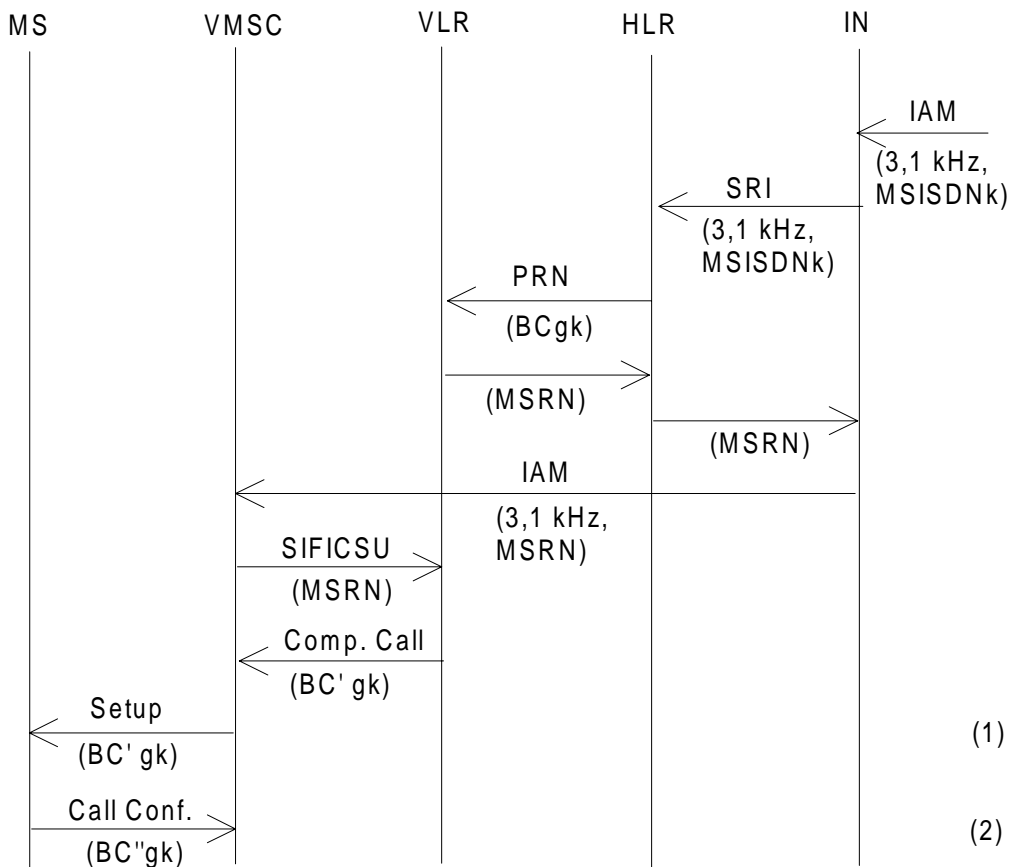 MS VMSC VLR HLR IN
IAM
(3,1 kHz,
MSISDNk)
SRI
(3,1 kHz,
MSISDNk)
PRN
(BCgk)
(MSRN)
(MSRN)
IAM
(3,1 kHz,
MSRN)
SIFICSU
(MSRN)
Comp. Call
(BC' gk)
Setup
(BC' gk)
(1)
Call Conf.
(BC"gk)
(2)